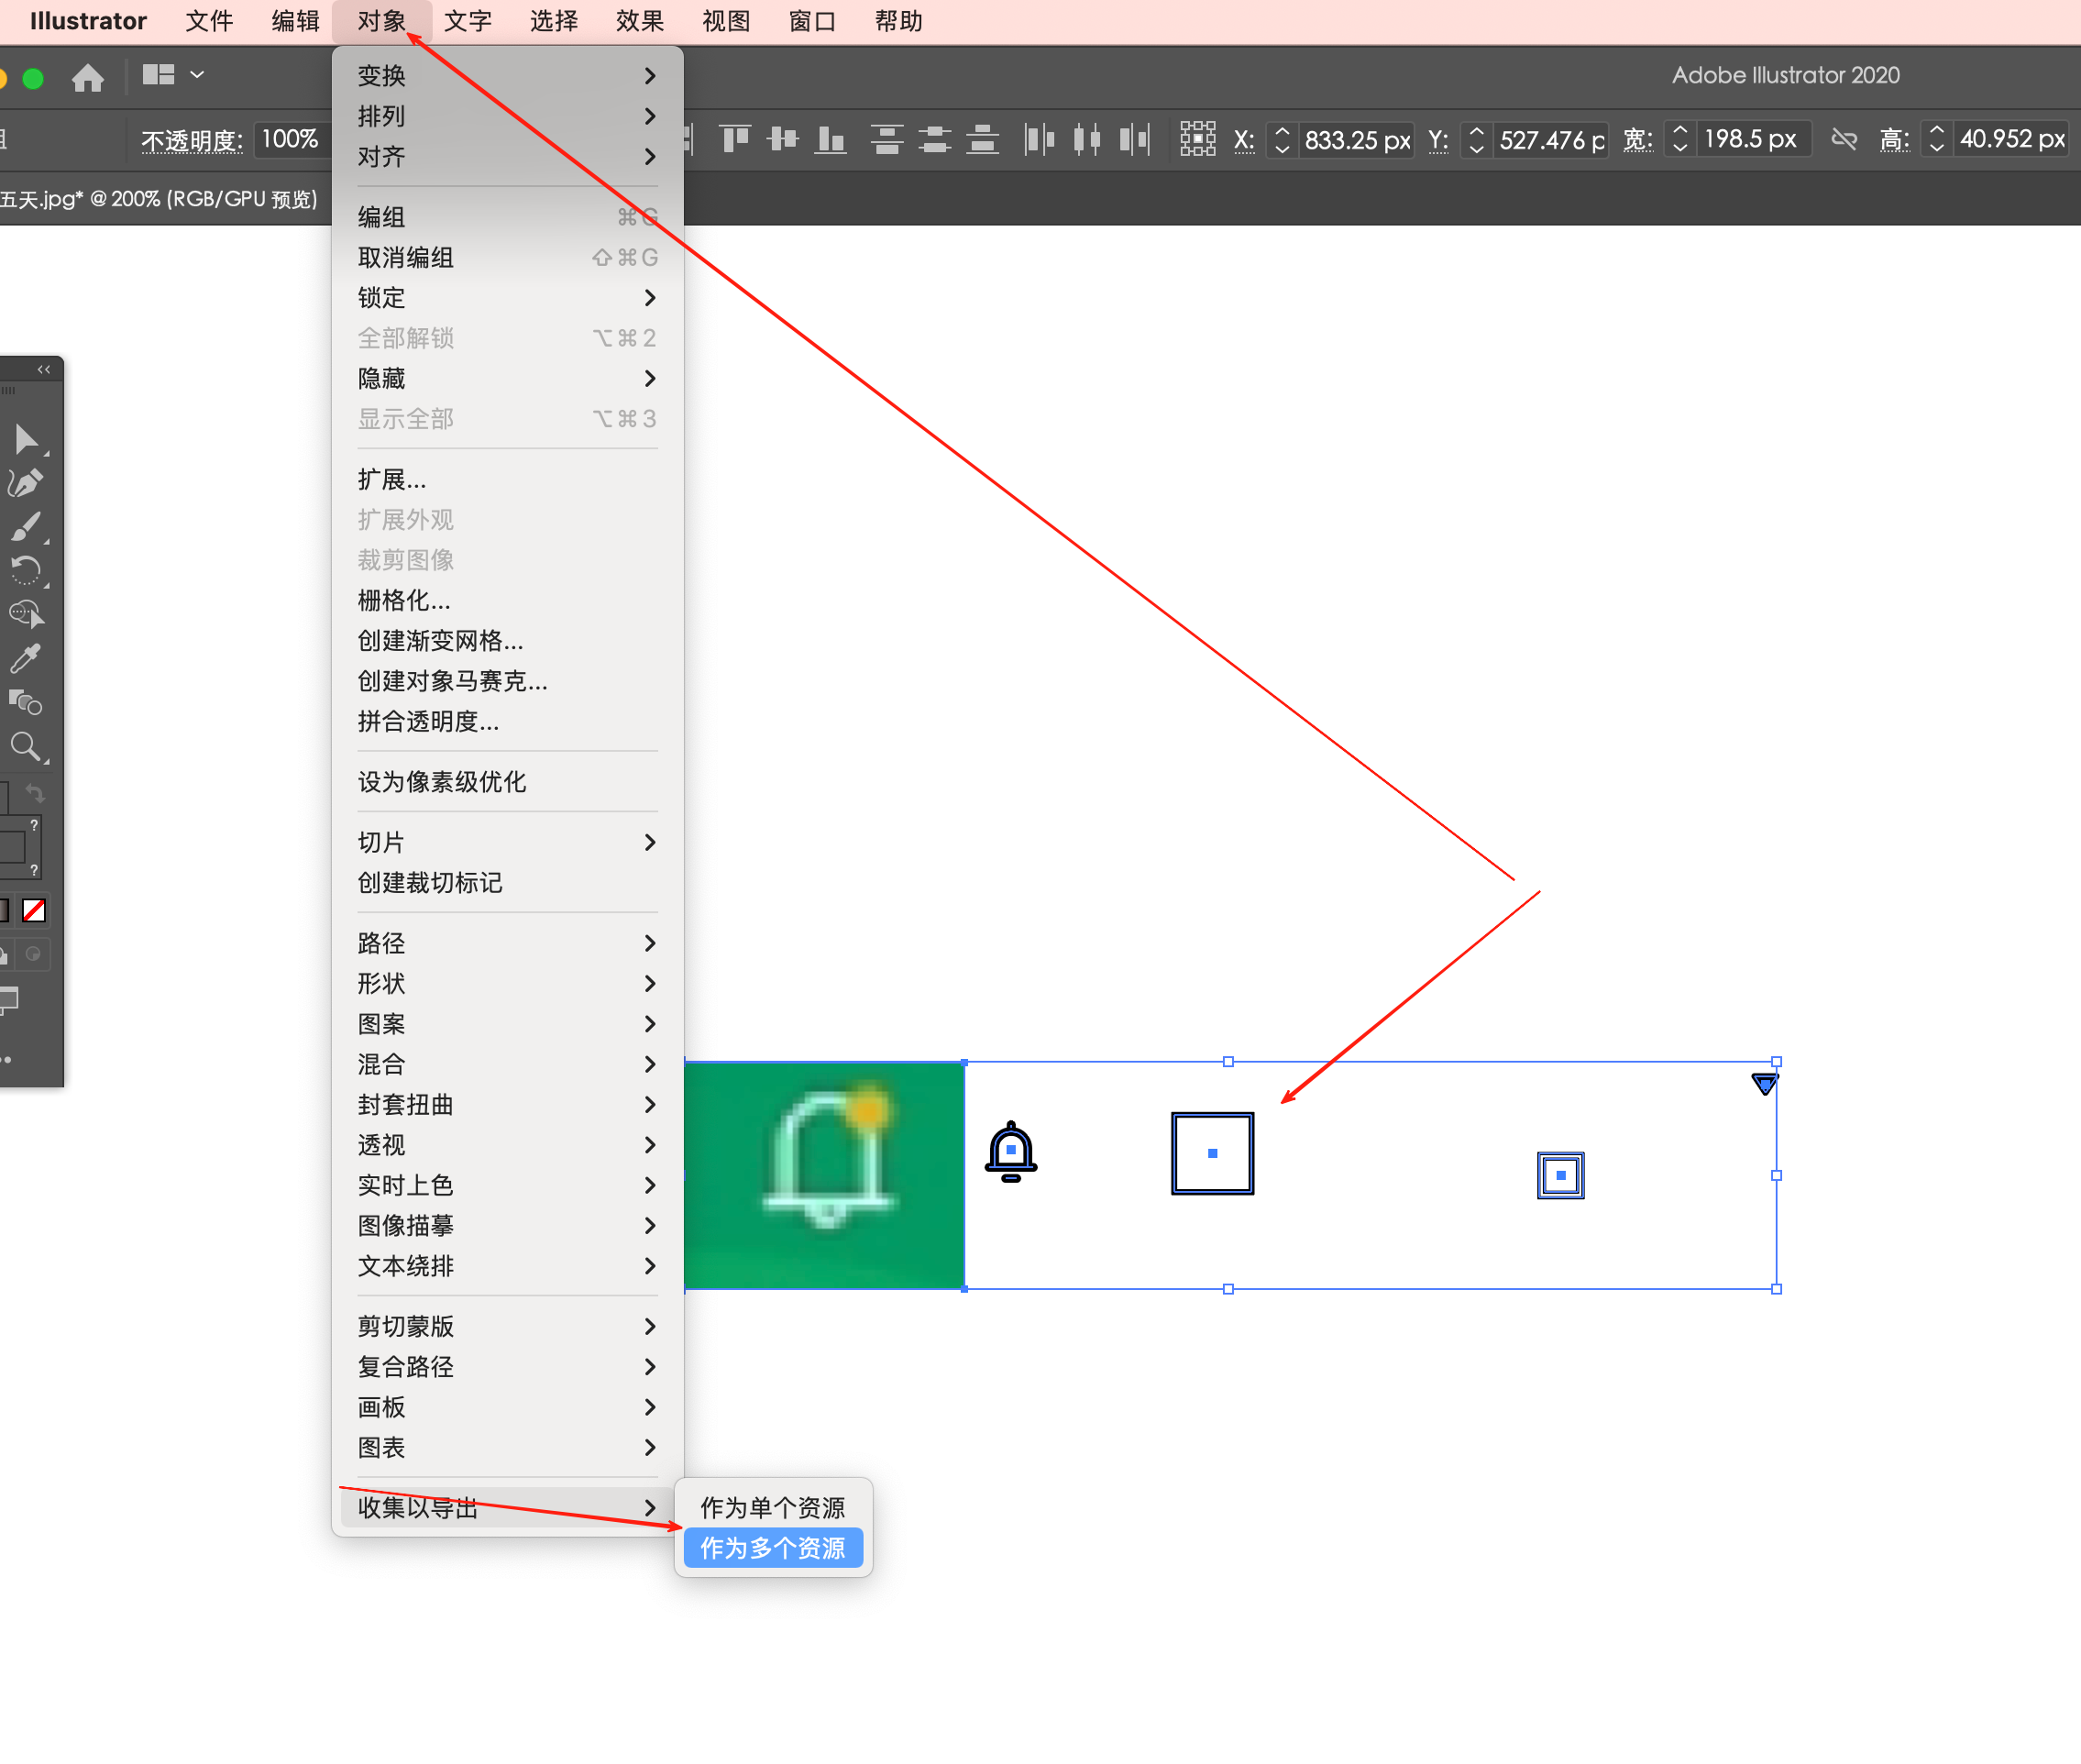 Illustrator 文件 编辑 对象 文字 选择 效果 视图 窗口 帮助
Adobe Illustrator 2020
不透明度: 100% X: 833.25 px Y: 527.476 p 宽: 198.5 px 高: 40.952 px
五天.jpg* @ 200% (RGB/GPU 预览)
变换
排列
对齐
编组 ⌘G
取消编组 ⇧⌘G
锁定
全部解锁 ⌥⌘2
隐藏
显示全部 ⌥⌘3
扩展...
扩展外观
裁剪图像
栅格化...
创建渐变网格...
创建对象马赛克...
拼合透明度...
设为像素级优化
切片
创建裁切标记
路径
形状
图案
混合
封套扭曲
透视
实时上色
图像描摹
文本绕排
剪切蒙版
复合路径
画板
图表
收集以导出
作为单个资源
作为多个资源
?
?